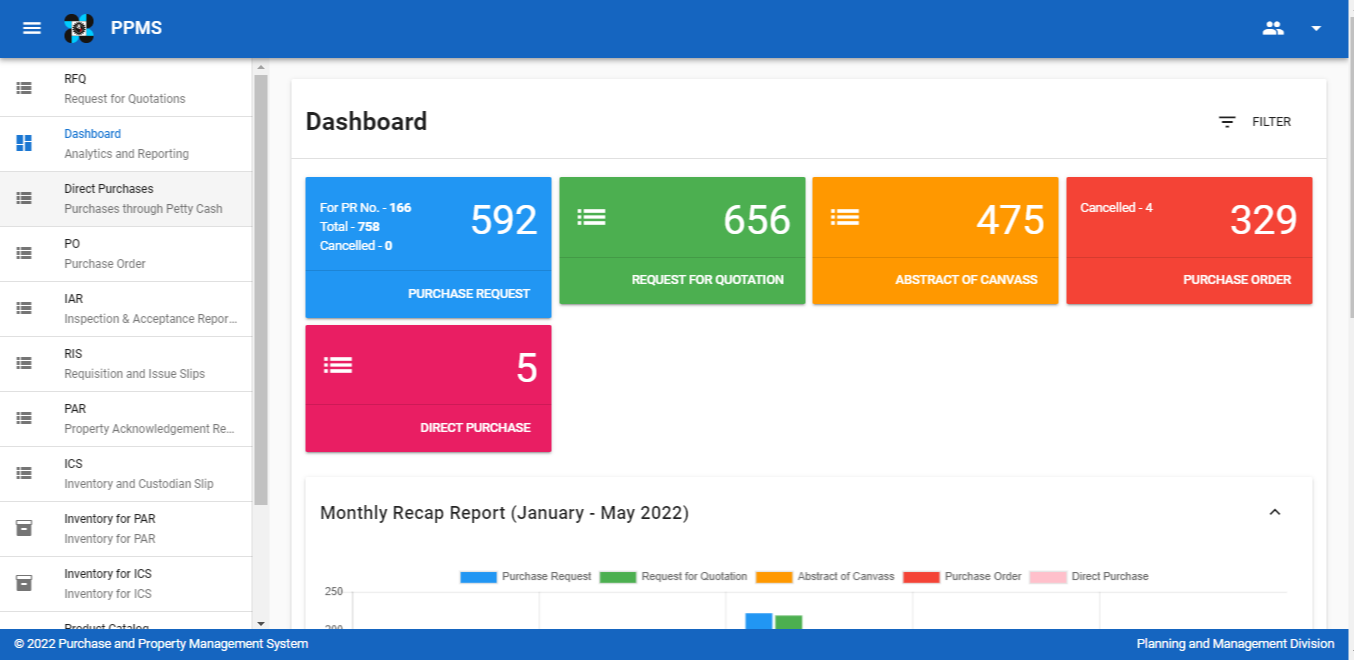 PPMS
RFQ
Request for Quotations
Dashboard
Analytics and Reporting
Direct Purchases
Purchases through Petty Cash
PO
Purchase Order
IAR
Inspection & Acceptance Repor...
RIS
Requisition and Issue Slips
PAR
Property Acknowledgement Re...
ICS
Inventory and Custodian Slip
Inventory for PAR
Inventory for PAR
Inventory for ICS
Inventory for ICS
Product Catalog
Dashboard
FILTER
For PR No. - 166
Total - 758
Cancelled - 0
592
PURCHASE REQUEST
656
REQUEST FOR QUOTATION
475
ABSTRACT OF CANVASS
Cancelled - 4
329
PURCHASE ORDER
5
DIRECT PURCHASE
Monthly Recap Report (January - May 2022)
Purchase Request Request for Quotation Abstract of Canvass Purchase Order Direct Purchase
250
200
© 2022 Purchase and Property Management System
Planning and Management Division